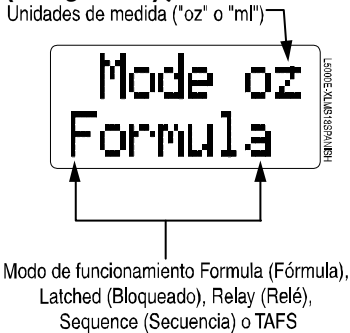 Unidades de medida ("oz" o "ml")
Mode oz
Formula
L5000E-XLMS18SPANISH
Modo de funcionamiento Formula (Fórmula),
Latched (Bloqueado), Relay (Relé),
Sequence (Secuencia) o TAFS